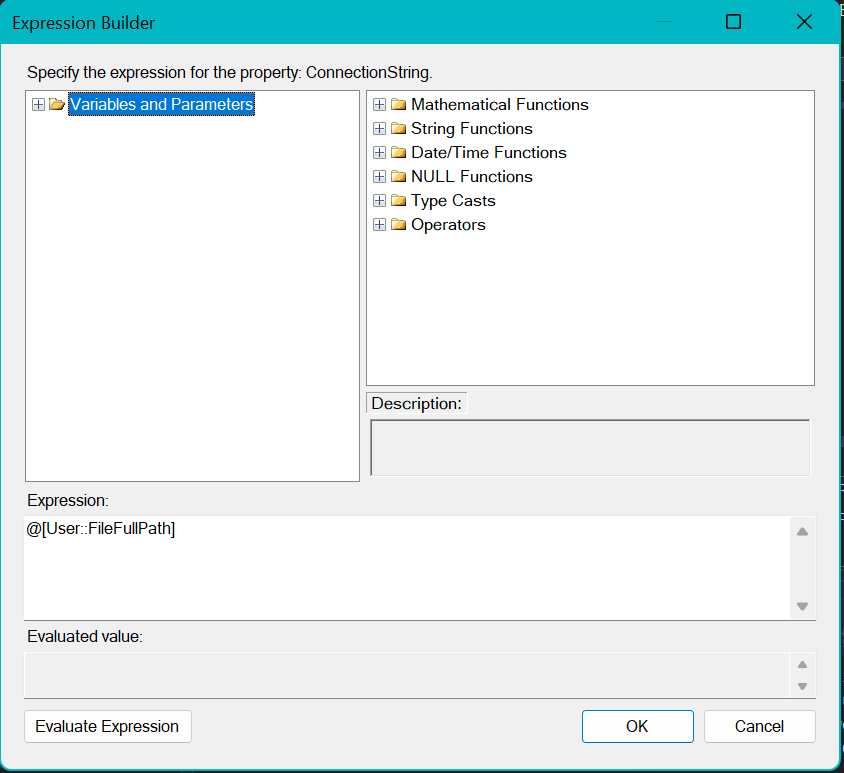 Expression Builder
Specify the expression for the property: ConnectionString.
Variables and Parameters
Mathematical Functions
String Functions
Date/Time Functions
NULL Functions
Type Casts
Operators
Description:
Expression:
@[User::FileFullPath]
Evaluated value:
Evaluate Expression
OK
Cancel